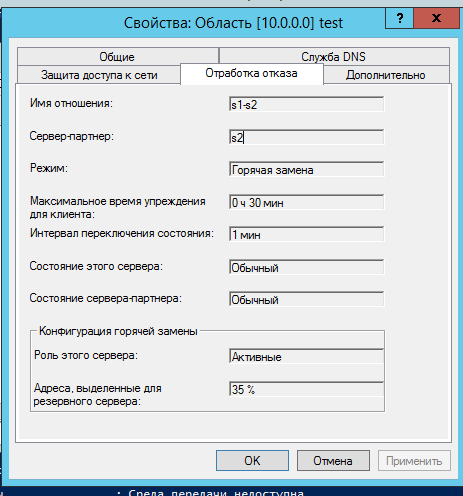 Свойства: Область [10.0.0.0] test
? x
Общие Служба DNS
Защита доступа к сети Отработка отказа Дополнительно
Имя отношения: s1-s2
Сервер-партнер: s2
Режим: Горячая замена
Максимальное время упреждения
для клиента: 0 ч 30 мин
Интервал переключения состояния: 1 мин
Состояние этого сервера: Обычный
Состояние сервера-партнера: Обычный
Конфигурация горячей замены
Роль этого сервера: Активные
Адреса, выделенные для
резервного сервера: 35 %
OK Отмена Применить
: Среда передачи недоступна